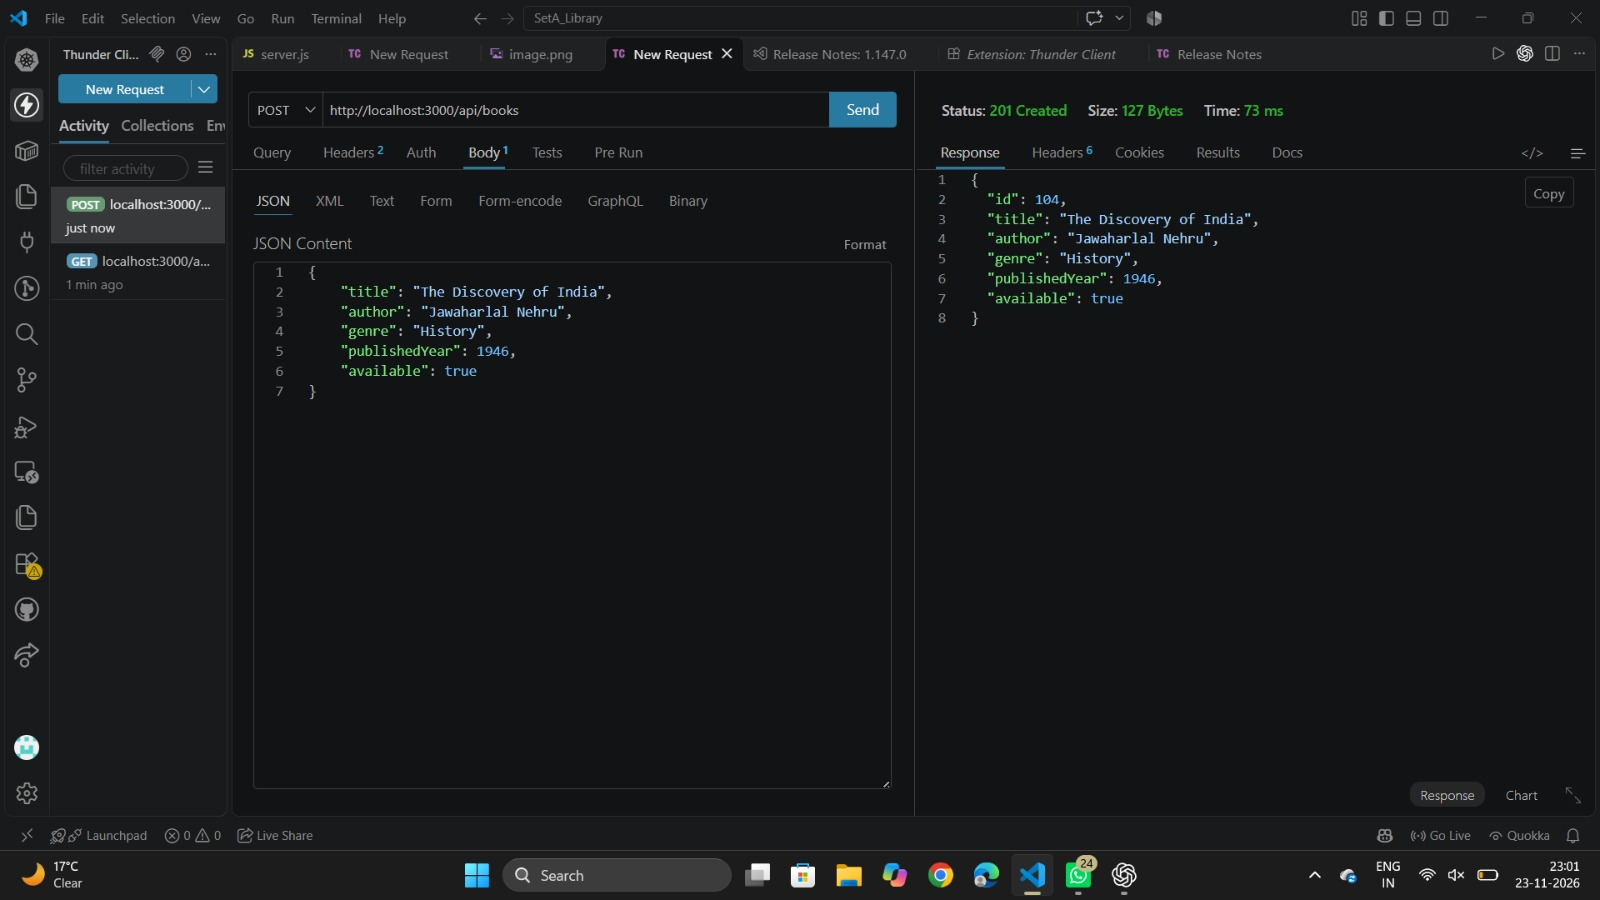 File Edit Selection View Go Run Terminal Help
SetA_Library
Thunder Cli...
JS server.js
TC New Request
image.png
TC New Request
Release Notes: 1.147.0
Extension: Thunder Client
TC Release Notes
New Request
Activity Collections Env
filter activity
POST localhost:3000/...
just now
GET localhost:3000/a...
1 min ago
POST http://localhost:3000/api/books Send
Query Headers 2 Auth Body 1 Tests Pre Run
JSON XML Text Form Form-encode GraphQL Binary
JSON Content Format
1 {
2 "title": "The Discovery of India",
3 "author": "Jawaharlal Nehru",
4 "genre": "History",
5 "publishedYear": 1946,
6 "available": true
7 }
Status: 201 Created Size: 127 Bytes Time: 73 ms
Response Headers 6 Cookies Results Docs </>
Copy
1 {
2 "id": 104,
3 "title": "The Discovery of India",
4 "author": "Jawaharlal Nehru",
5 "genre": "History",
6 "publishedYear": 1946,
7 "available": true
8 }
Response Chart
Launchpad 0 0 Live Share
Go Live Quokka
17°C
Clear
Search
24
ENG
IN
23:01
23-11-2026